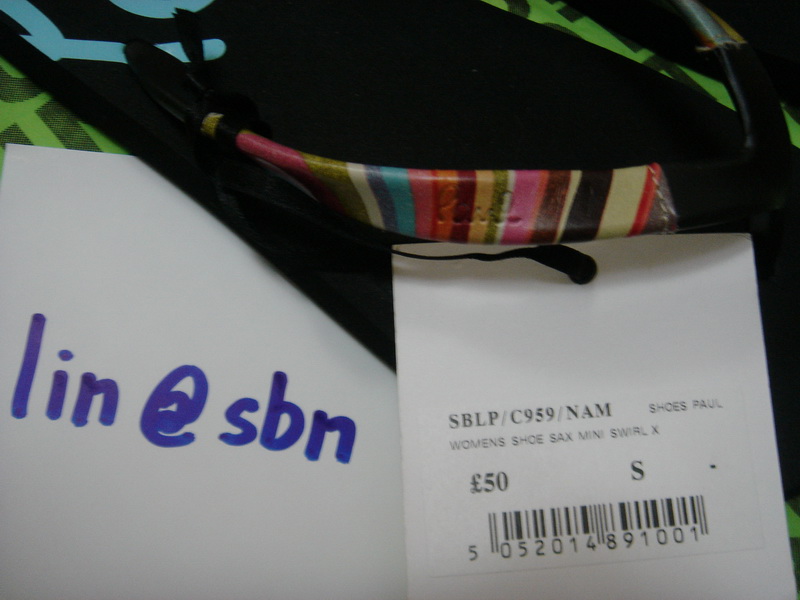 lin@sbn
SBLP/C959/NAM SHOES PAUL
WOMENS SHOE SAX MINI SWIRL X
£50 S -
5 052014 891001